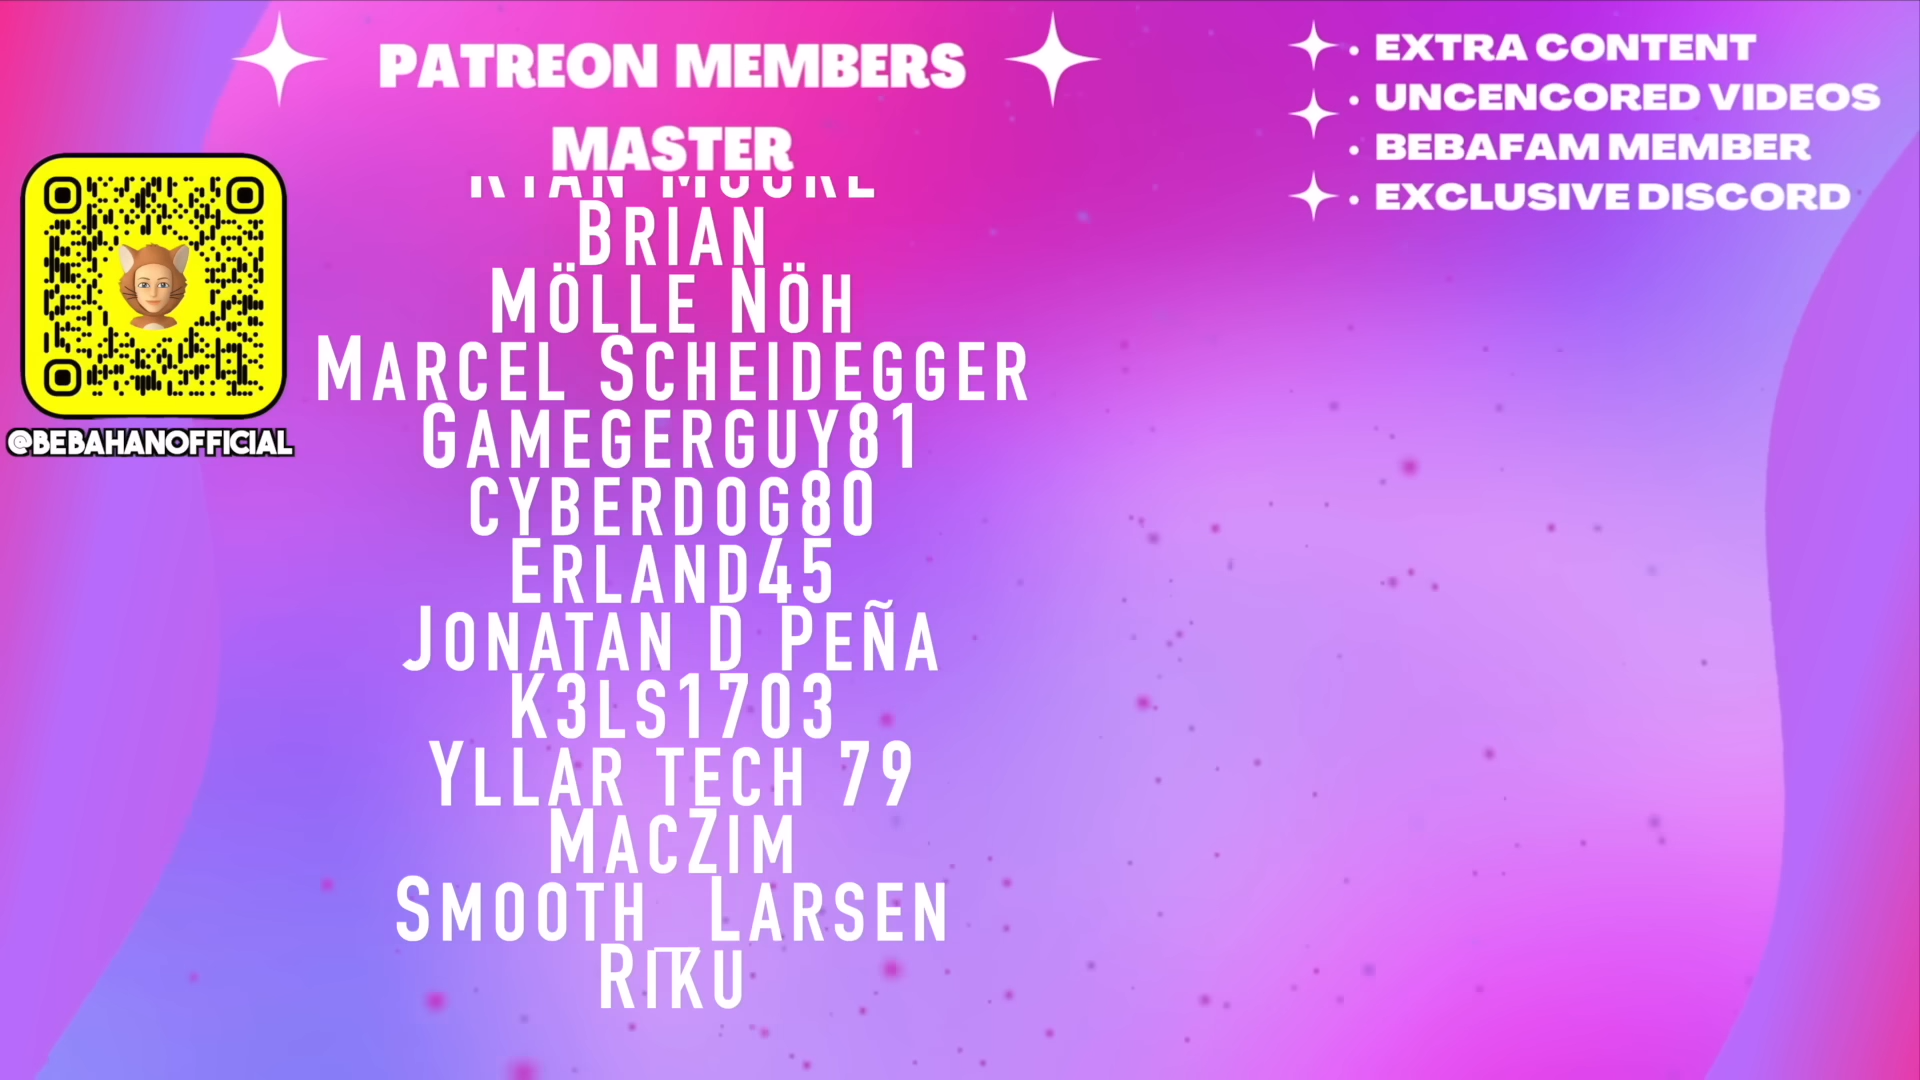 PATREON MEMBERS
MASTER
BRIAN
MÖLLE NÖH
MARCEL SCHEIDEGGER
GAMEGERGUY81
CYBERDOG80
ERLAND45
JONATAN D PEÑA
K3LS1703
YLLAR TECH 79
MACZIM
SMOOTH_LARSEN
RIKU
@BEBAHANOFFICIAL
• EXTRA CONTENT
• UNCENCORED VIDEOS
• BEBAFAM MEMBER
• EXCLUSIVE DISCORD